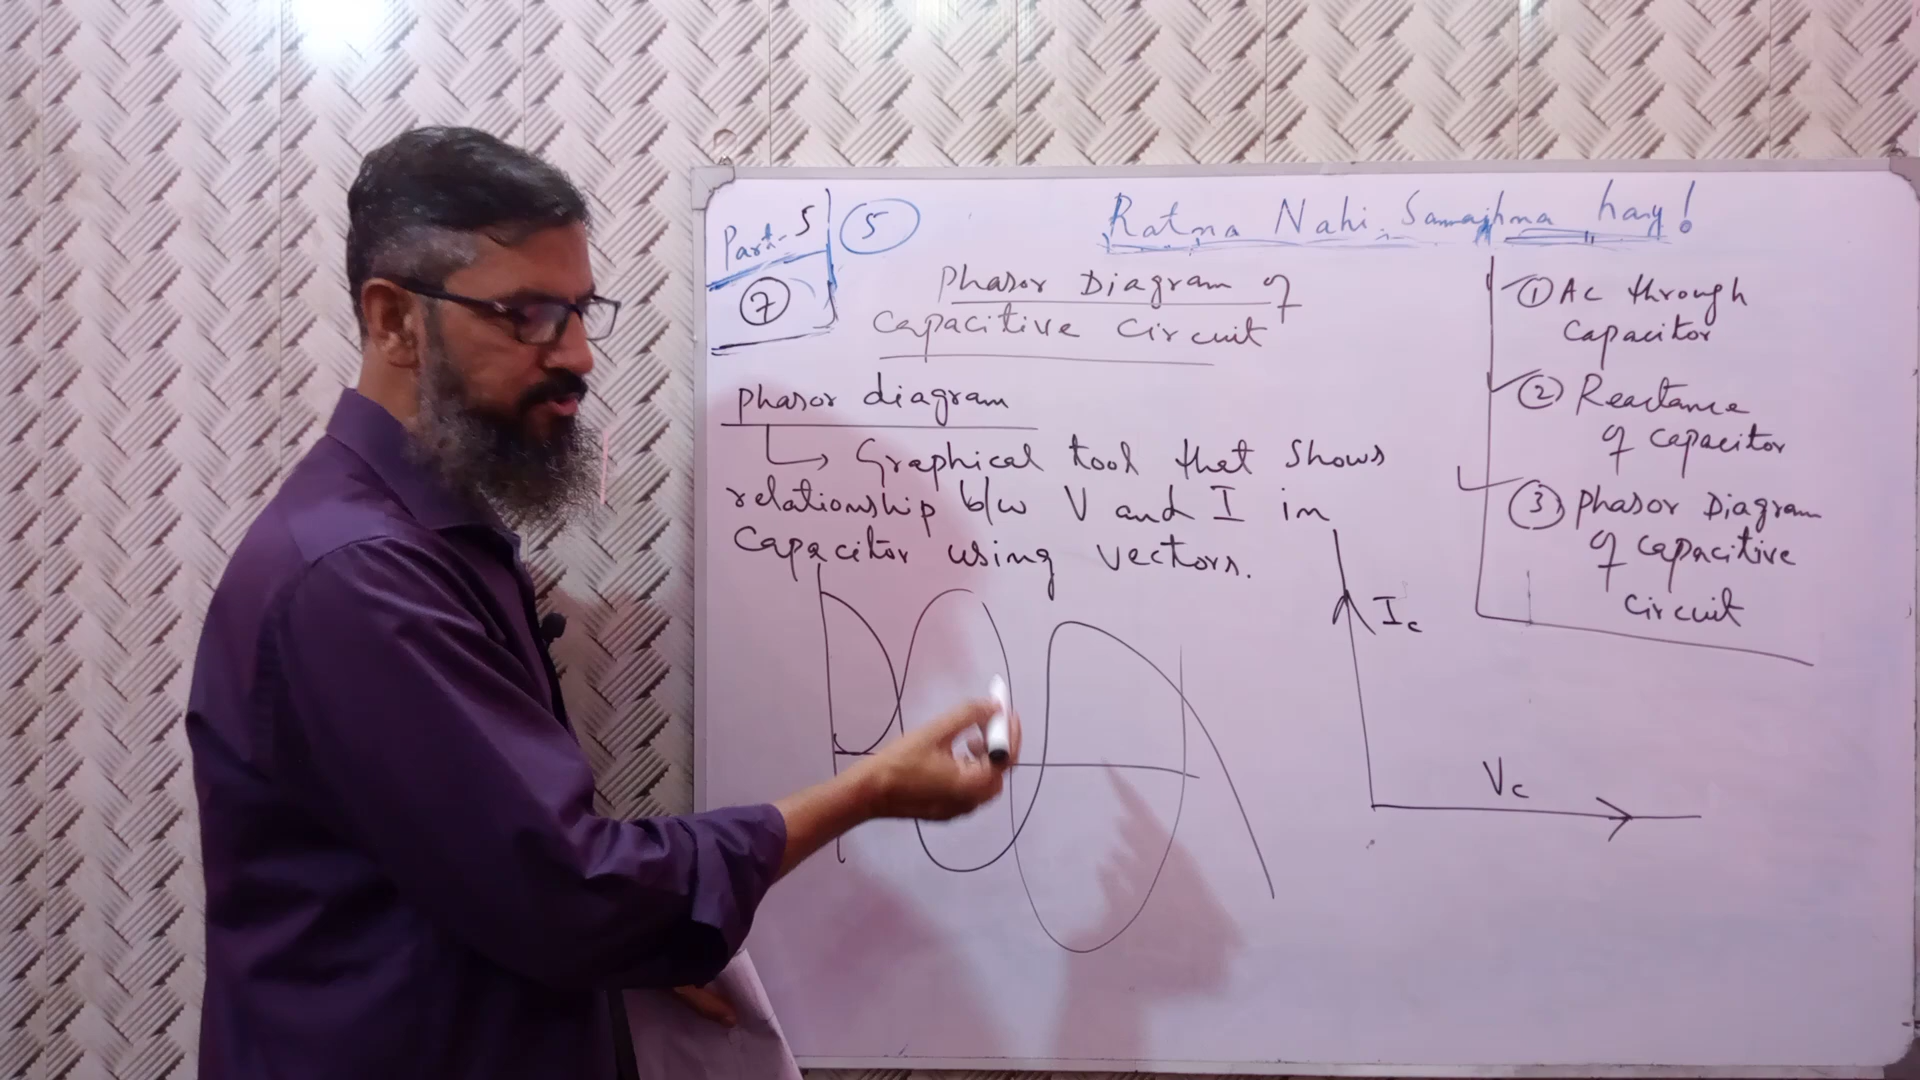 Part-5
5
Ratna Nahi Samajhna hay!
7
Phasor Diagram of
Capacitive Circuit
Phasor diagram
Graphical tool that shows
relationship b/w V and I in
Capacitor using vectors.
Ic
Vc
1 AC through
Capacitor
2 Reactance
of capacitor
3 Phasor Diagram
of capacitive
circuit